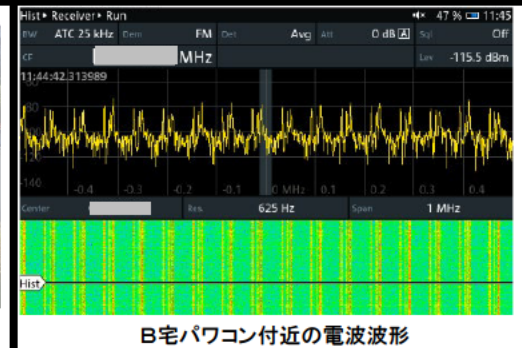 Hist▸ Receiver▸ Run 47 % 11:45
BW ATC 25 kHz Dem FM Det Avg Att 0 dB A Sql Off
CF MHz Lev -115.5 dBm
11:44:42.313989
-80
-120
-140
-0.4 -0.3 -0.2 -0.1 0 MHz 0.1 0.2 0.3 0.4
Center Res. 625 Hz Span 1 MHz
Hist
B宅パワコン付近の電波波形